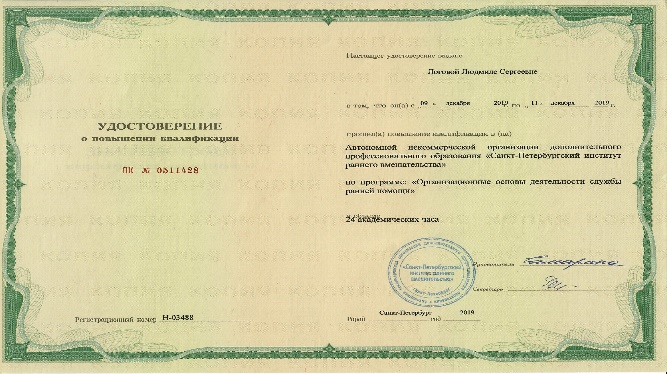 УДОСТОВЕРЕНИЕ
о повышении квалификации
ПК № 0511428
Регистрационный номер Н-03488
Настоящее удостоверение выдано
Логовой Людмиле Сергеевне
в том, что он(а) с „ 09 “ декабря 2019 по „ 11 “ декабря 2019 г.
прошел(а) повышение квалификации в (на)
Автономной некоммерческой организации дополнительного
профессионального образования «Санкт-Петербургский институт
раннего вмешательства»
по программе: «Организационные основы деятельности службы
ранней помощи»
в объеме
24 академических часа
«Санкт-Петербургский
институт раннего
вмешательства»
Руководитель
Секретарь
Город Санкт-Петербург год 2019